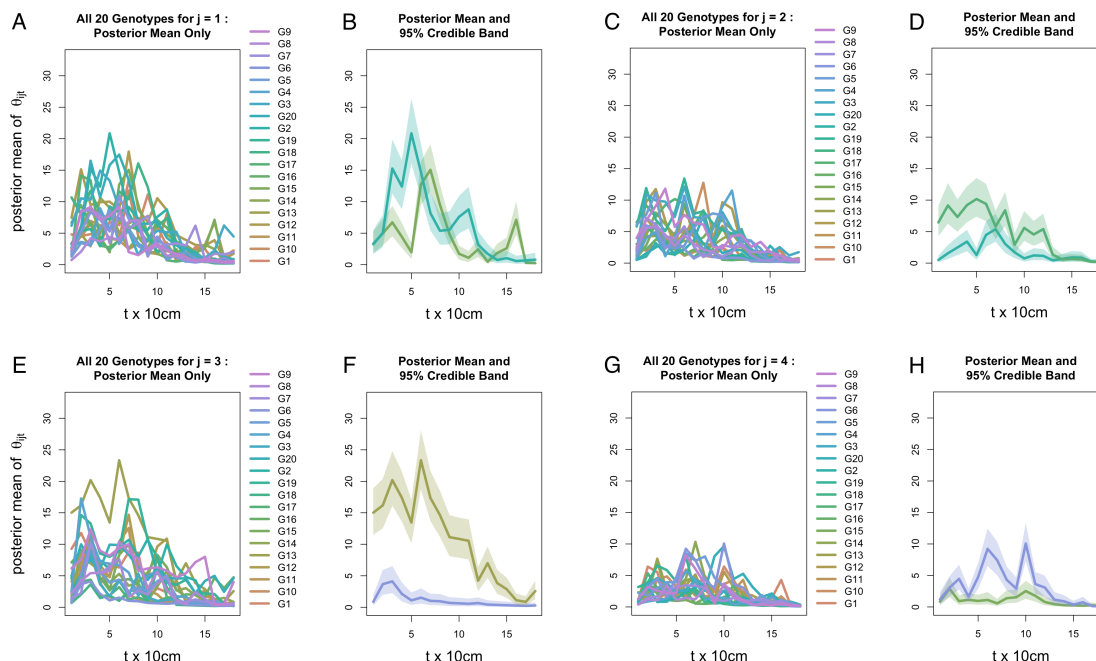 A
All 20 Genotypes for j = 1 :
Posterior Mean Only
posterior mean of θijt
0
5
10
15
20
25
30
5
10
15
t x 10cm
G9
G8
G7
G6
G5
G4
G3
G20
G2
G19
G18
G17
G16
G15
G14
G13
G12
G11
G10
G1
B
Posterior Mean and
95% Credible Band
0
5
10
15
20
25
30
5
10
15
t x 10cm
C
All 20 Genotypes for j = 2 :
Posterior Mean Only
0
5
10
15
20
25
30
5
10
15
t x 10cm
G9
G8
G7
G6
G5
G4
G3
G20
G2
G19
G18
G17
G16
G15
G14
G13
G12
G11
G10
G1
D
Posterior Mean and
95% Credible Band
0
5
10
15
20
25
30
5
10
15
t x 10cm
E
All 20 Genotypes for j = 3 :
Posterior Mean Only
posterior mean of θijt
0
5
10
15
20
25
30
5
10
15
t x 10cm
G9
G8
G7
G6
G5
G4
G3
G20
G2
G19
G18
G17
G16
G15
G14
G13
G12
G11
G10
G1
F
Posterior Mean and
95% Credible Band
0
5
10
15
20
25
30
5
10
15
t x 10cm
G
All 20 Genotypes for j = 4 :
Posterior Mean Only
0
5
10
15
20
25
30
5
10
15
t x 10cm
G9
G8
G7
G6
G5
G4
G3
G20
G2
G19
G18
G17
G16
G15
G14
G13
G12
G11
G10
G1
H
Posterior Mean and
95% Credible Band
0
5
10
15
20
25
30
5
10
15
t x 10cm